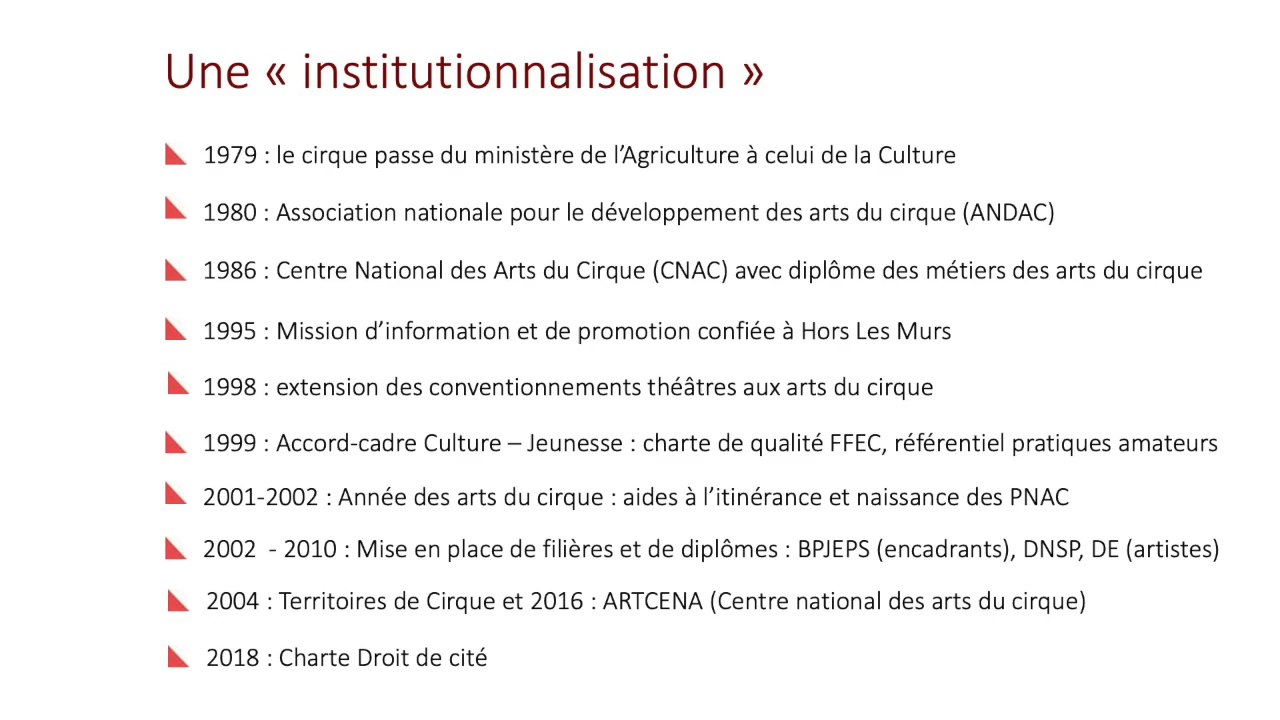 Une « institutionnalisation »
1979 : le cirque passe du ministère de l’Agriculture à celui de la Culture
1980 : Association nationale pour le développement des arts du cirque (ANDAC)
1986 : Centre National des Arts du Cirque (CNAC) avec diplôme des métiers des arts du cirque
1995 : Mission d’information et de promotion confiée à Hors Les Murs
1998 : extension des conventionnements théâtres aux arts du cirque
1999 : Accord-cadre Culture – Jeunesse : charte de qualité FFEC, référentiel pratiques amateurs
2001-2002 : Année des arts du cirque : aides à l’itinérance et naissance des PNAC
2002 - 2010 : Mise en place de filières et de diplômes : BPJEPS (encadrants), DNSP, DE (artistes)
2004 : Territoires de Cirque et 2016 : ARTCENA (Centre national des arts du cirque)
2018 : Charte Droit de cité